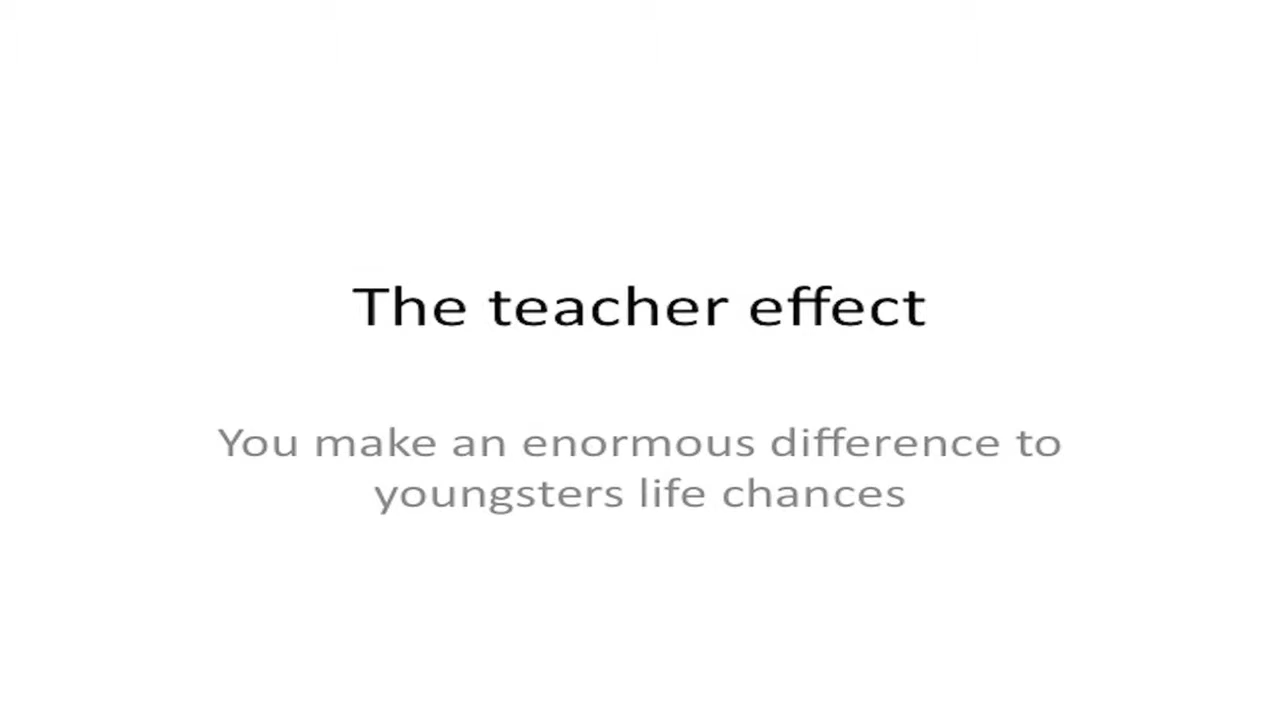 The teacher effect
You make an enormous difference to
youngsters life chances